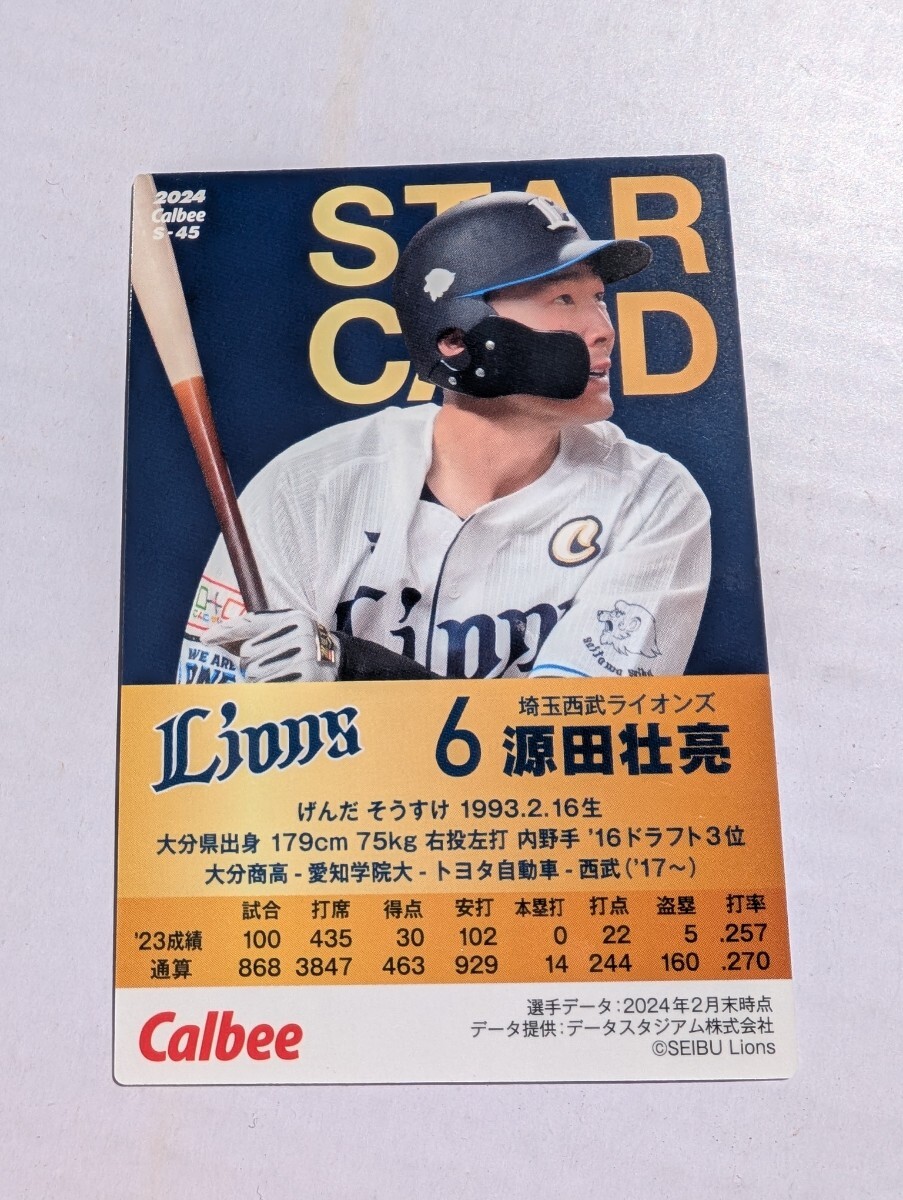 2024
Calbee
S-45
STAR
CARD
L
C
Lions
WE ARE
Lions
6
埼玉西武ライオンズ
源田壮亮
げんだ そうすけ 1993.2.16生
大分県出身 179cm 75kg 右投左打 内野手 '16ドラフト3位
大分商高-愛知学院大-トヨタ自動車-西武('17~)
試合 打席 得点 安打 本塁打 打点 盗塁 打率
'23成績 100 435 30 102 0 22 5 .257
通算 868 3847 463 929 14 244 160 .270
Calbee
選手データ:2024年2月末時点
データ提供:データスタジアム株式会社
©SEIBU Lions